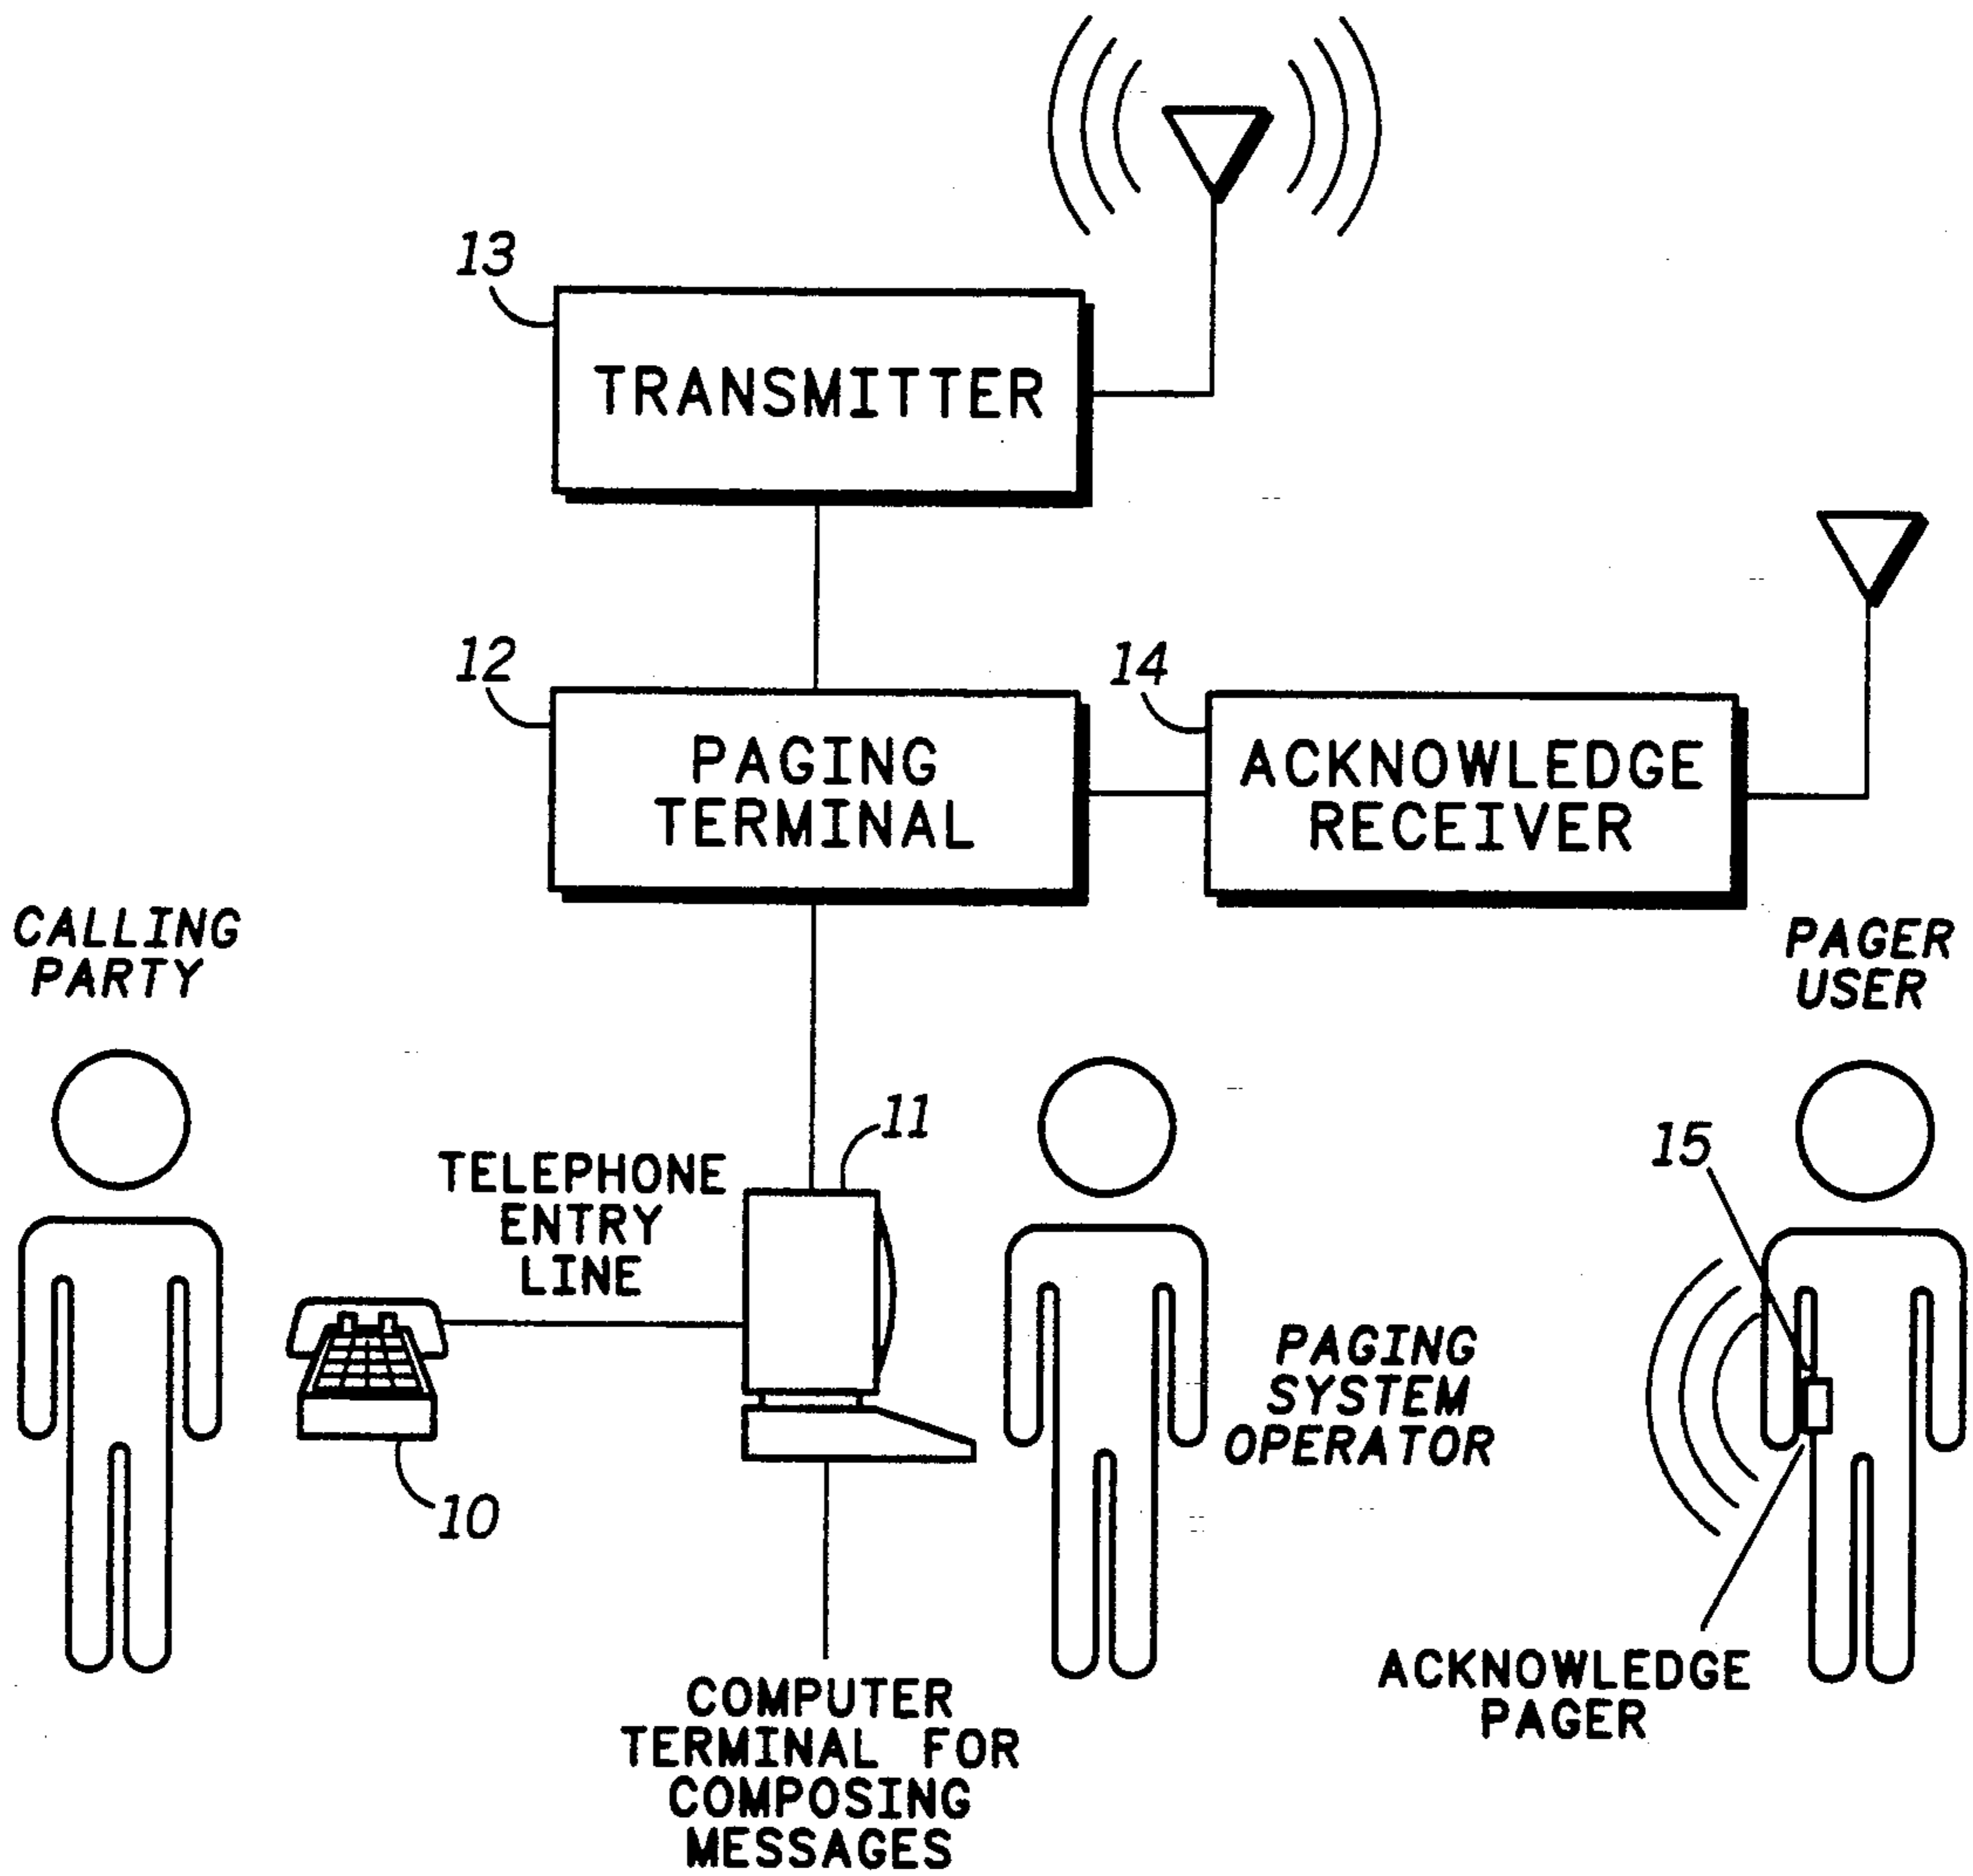 13
TRANSMITTER
12
PAGING
TERMINAL
14
ACKNOWLEDGE
RECEIVER
CALLING
PARTY
PAGER
USER
11
TELEPHONE
ENTRY
LINE
15
PAGING
SYSTEM
OPERATOR
10
ACKNOWLEDGE
PAGER
COMPUTER
TERMINAL FOR
COMPOSING
MESSAGES